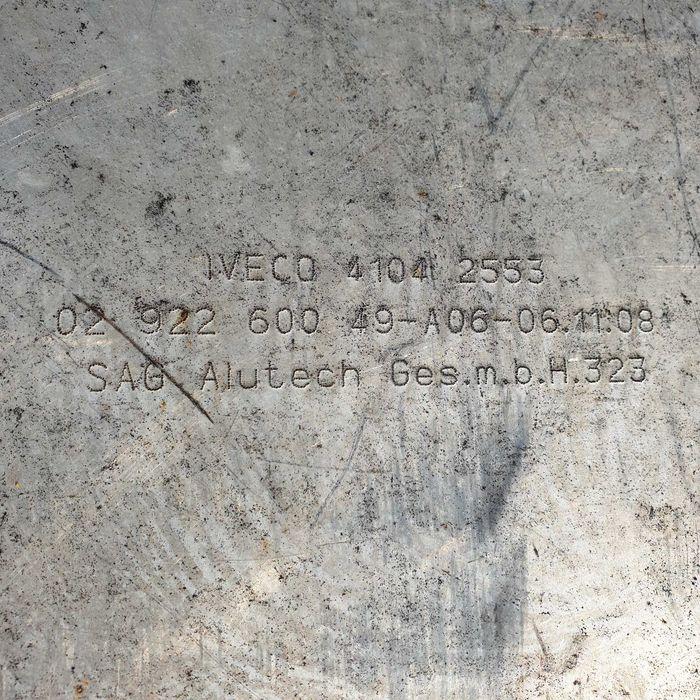 IVECO 4104 2553
02 922 600 49-A06-06.11:08
SAG Alutech Ges.m.b.H.323